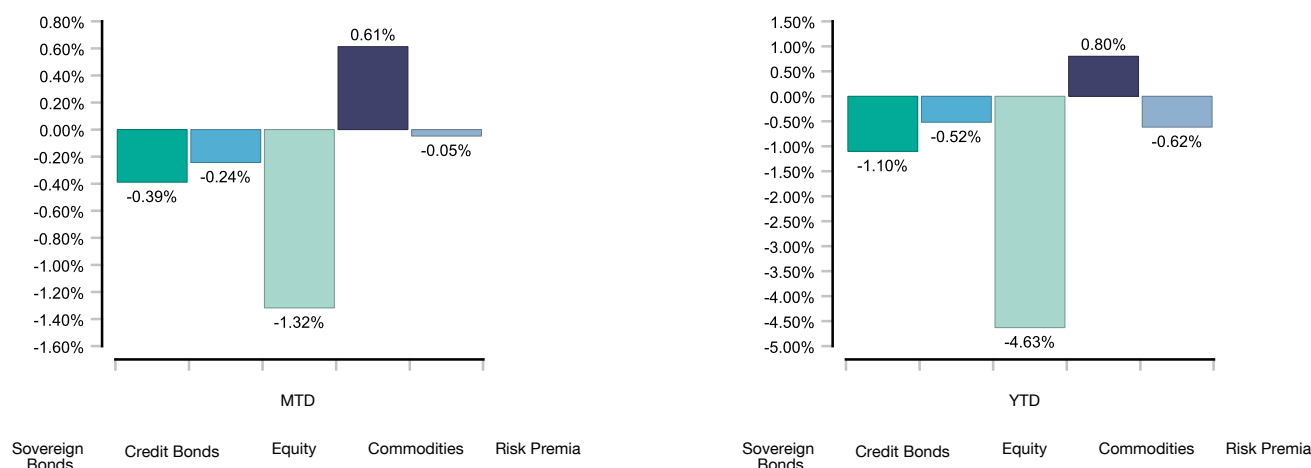 0.80%
0.60%
0.40%
0.20%
0.00%
-0.20%
-0.40%
-0.60%
-0.80%
-1.00%
-1.20%
-1.40%
-1.60%
0.61%
-0.05%
-0.24%
-0.39%
-1.32%
MTD
Sovereign
Bonds
Credit Bonds
Equity
Commodities
Risk Premia
1.50%
1.00%
0.50%
0.00%
-0.50%
-1.00%
-1.50%
-2.00%
-2.50%
-3.00%
-3.50%
-4.00%
-4.50%
-5.00%
0.80%
-0.52%
-0.62%
-1.10%
-4.63%
YTD
Sovereign
Bonds
Credit Bonds
Equity
Commodities
Risk Premia